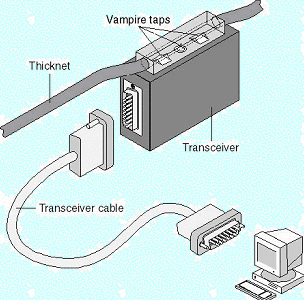 Vampire taps
Thicknet
Transceiver
Transceiver cable